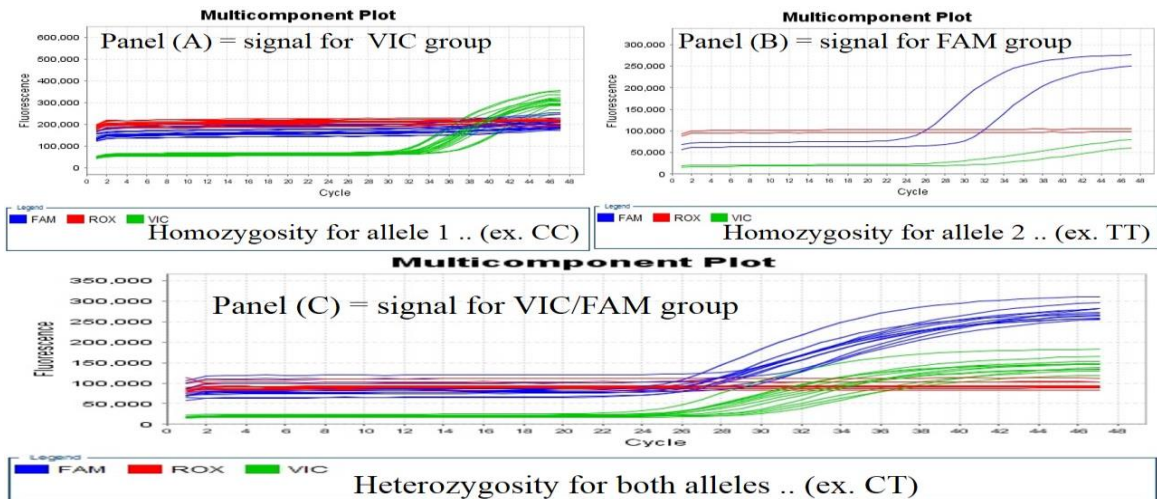 Multicomponent Plot
Panel (A) = signal for VIC group
600,000
500,000
400,000
300,000
200,000
100,000
0
Fluorescence
0 2 4 6 8 10 12 14 16 18 20 22 24 26 28 30 32 34 36 38 40 42 44 46 48
Cycle
Legend
FAM ROX VIC
Homozygosity for allele 1 .. (ex. CC)
Multicomponent Plot
Panel (B) = signal for FAM group
300,000
250,000
200,000
150,000
100,000
50,000
0
Fluorescence
0 2 4 6 8 10 12 14 16 18 20 22 24 26 28 30 32 34 36 38 40 42 44 46 48
Cycle
Legend
FAM ROX VIC
Homozygosity for allele 2 .. (ex. TT)
Multicomponent Plot
Panel (C) = signal for VIC/FAM group
350,000
300,000
250,000
200,000
150,000
100,000
50,000
0
Fluorescence
0 2 4 6 8 10 12 14 16 18 20 22 24 26 28 30 32 34 36 38 40 42 44 46 48
Cycle
Legend
FAM ROX VIC
Heterozygosity for both alleles .. (ex. CT)